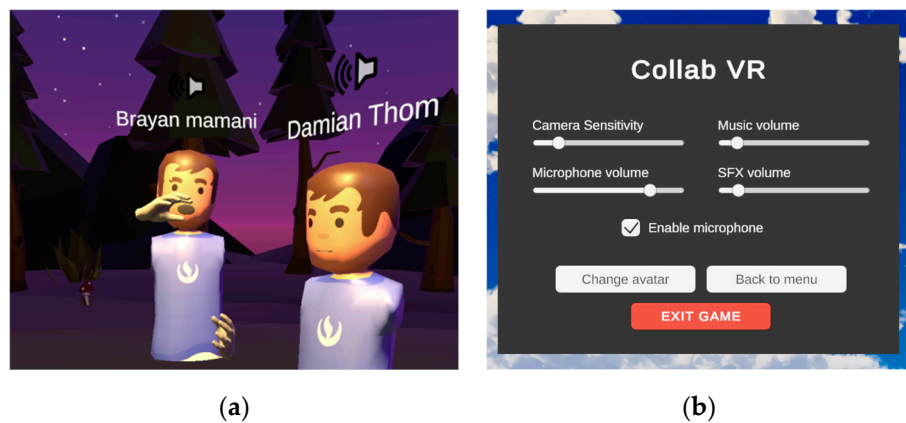 Brayan mamani
Damian Thom
(a)
Collab VR
Camera Sensitivity
Music volume
Microphone volume
SFX volume
Enable microphone
Change avatar
Back to menu
EXIT GAME
(b)